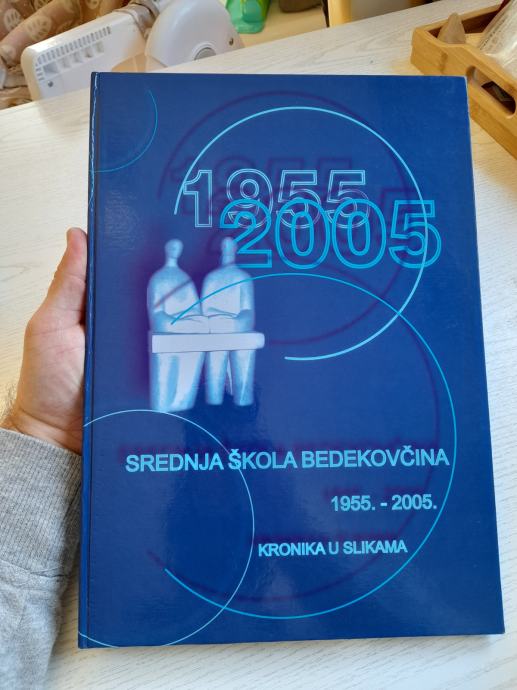 1955
2005
SREDNJA ŠKOLA BEDEKOVČINA
1955. - 2005.
KRONIKA U SLIKAMA